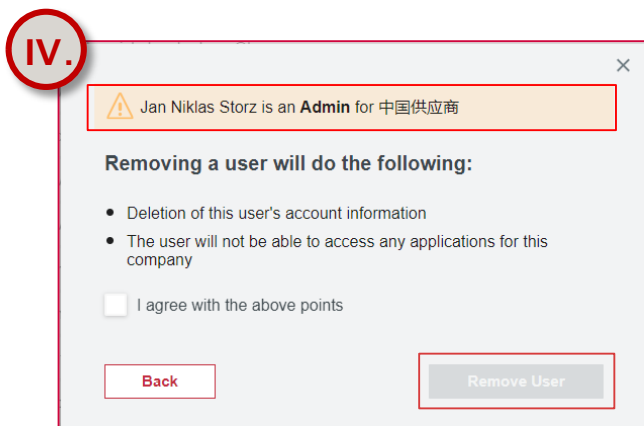 IV.
Jan Niklas Storz is an Admin for 中国供应商
Removing a user will do the following:
Deletion of this user's account information
The user will not be able to access any applications for this
company
I agree with the above points
Back
Remove User